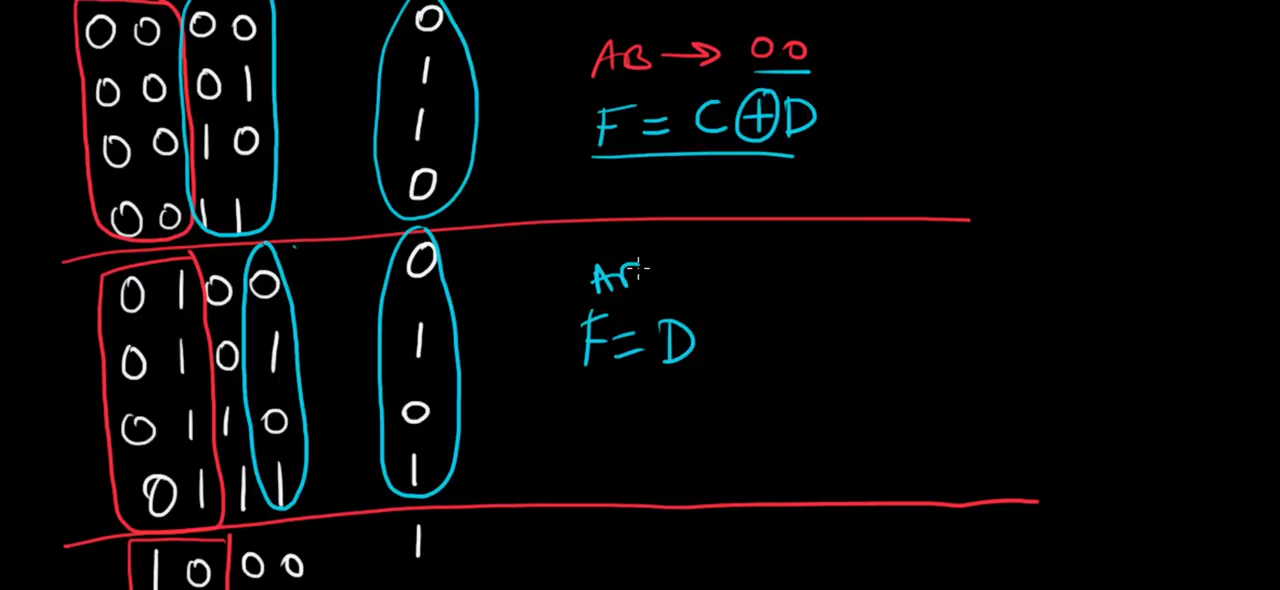 0 0 0 0 0
0 0 0 1 1
0 0 1 0 1
0 0 1 1 0
AB → 00
F = C ⊕ D
0 1 0 0 0
0 1 0 1 1
0 1 1 0 0
0 1 1 1 1
A
F = D
1 0 0 0 1